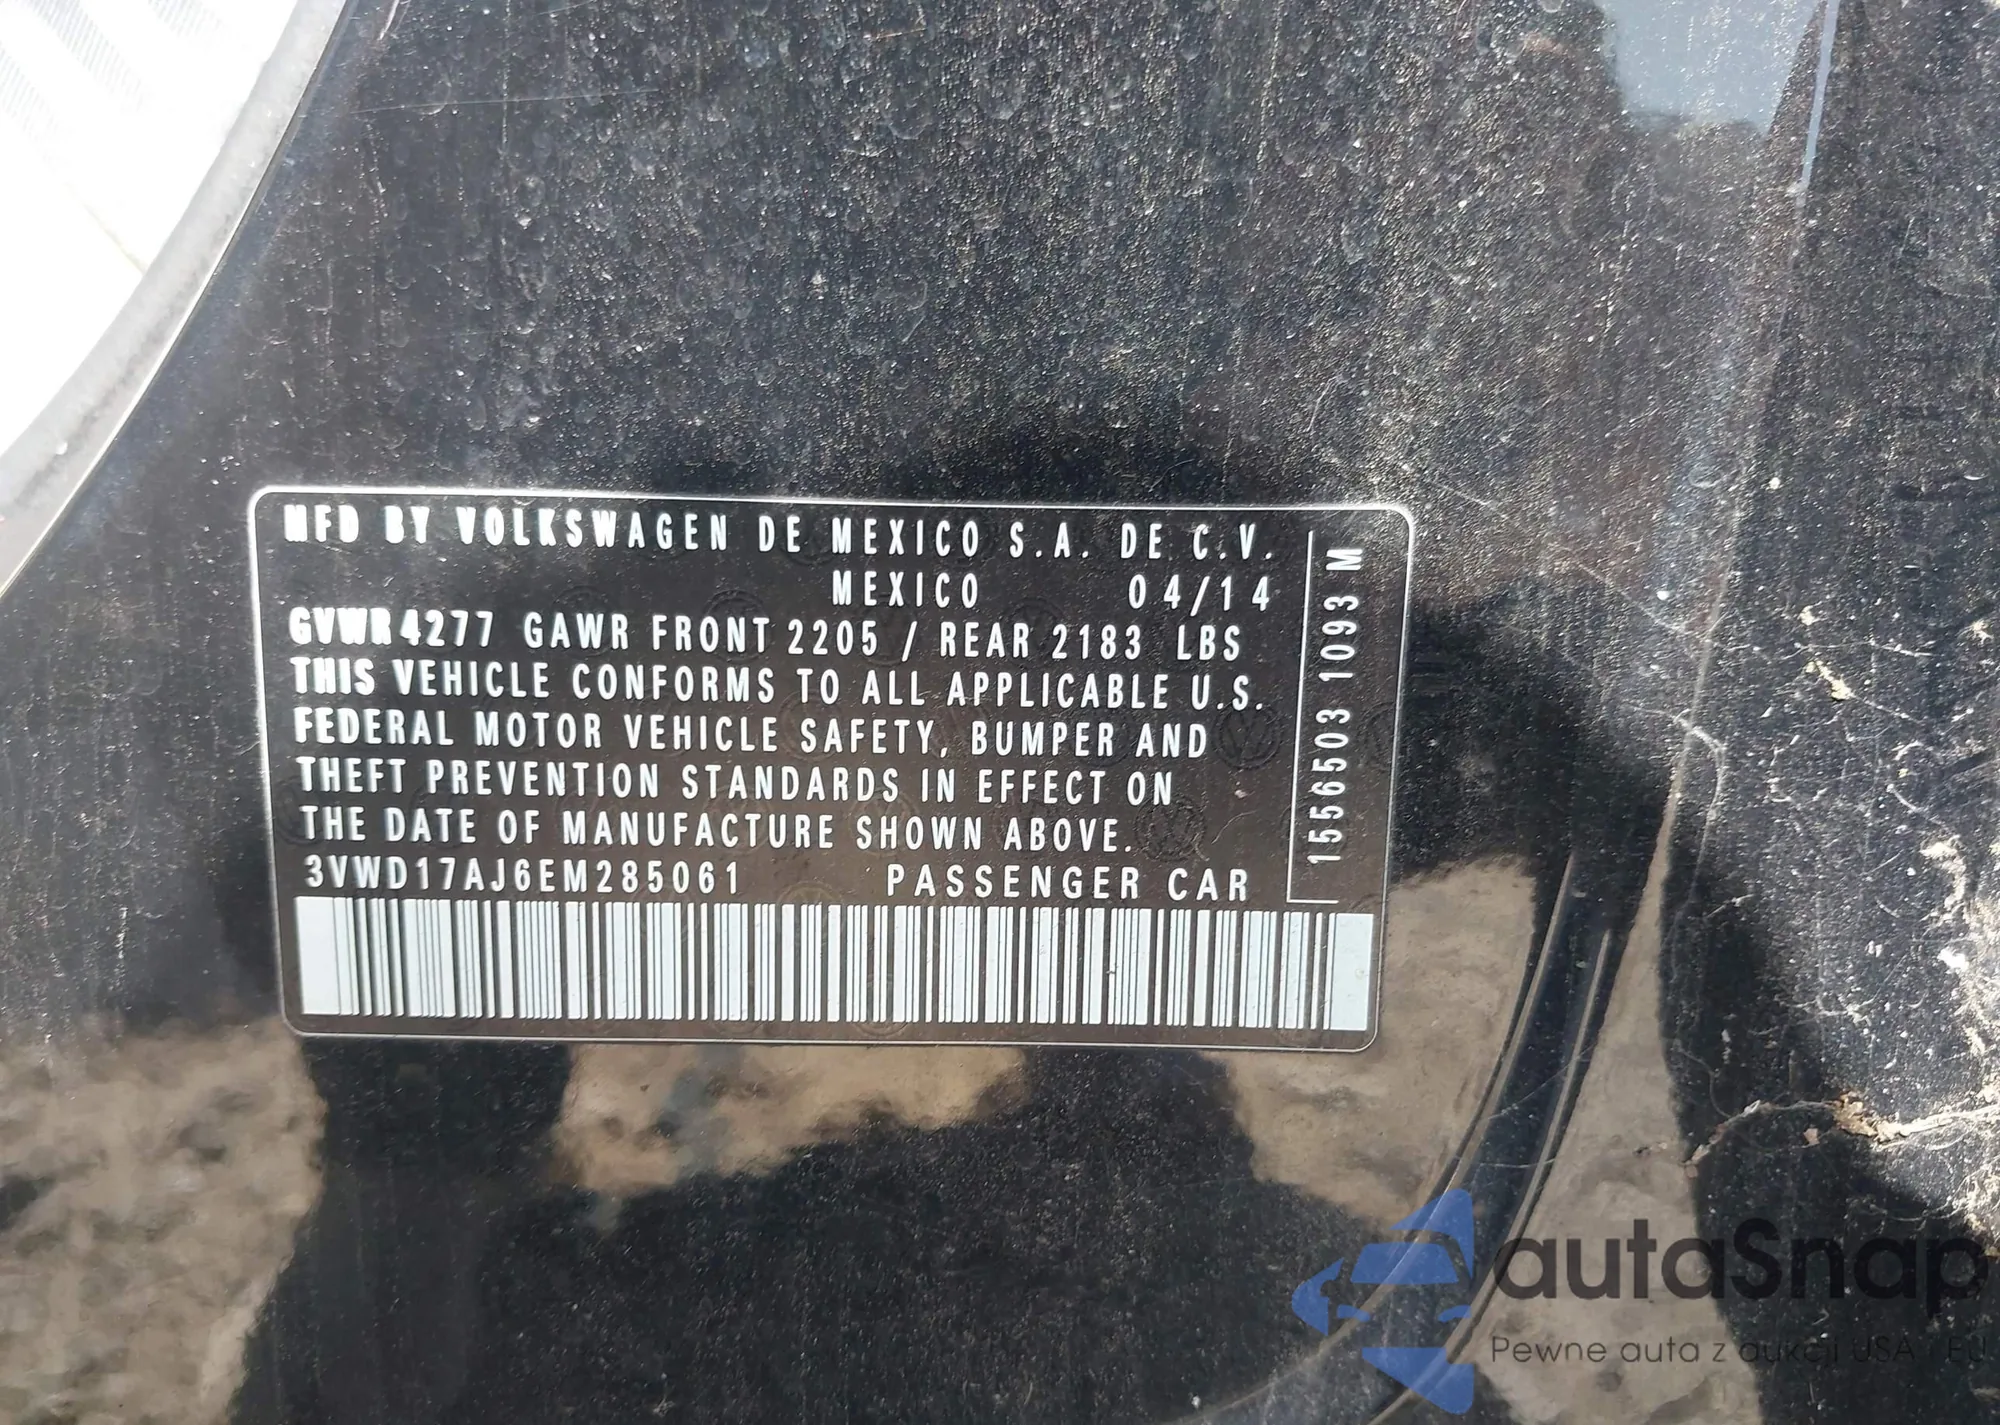 MFD BY VOLKSWAGEN DE MEXICO S.A. DE C.V.
MEXICO 04/14
GVWR 4277 GAWR FRONT 2205 / REAR 2183 LBS
THIS VEHICLE CONFORMS TO ALL APPLICABLE U.S.
FEDERAL MOTOR VEHICLE SAFETY, BUMPER AND
THEFT PREVENTION STANDARDS IN EFFECT ON
THE DATE OF MANUFACTURE SHOWN ABOVE.
3VWD17AJ6EM285061 PASSENGER CAR
1556503 1093 M
autaSnap
Pewne auta z aukcji USA i EU